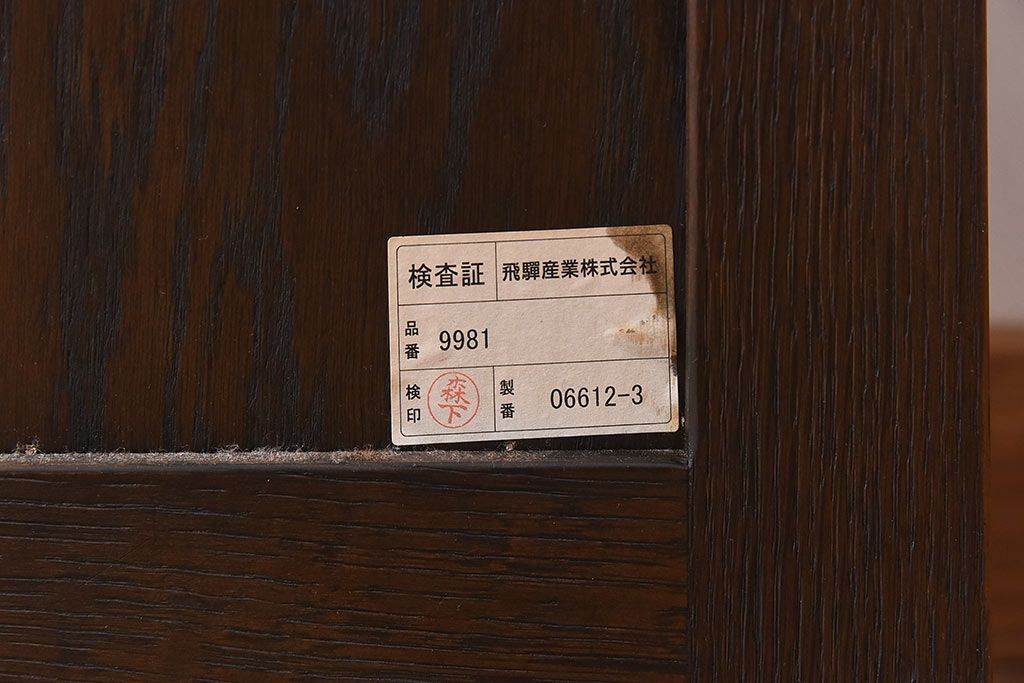 検査証 飛驒産業株式会社
品番 9981
検印 森下 製番 06612-3